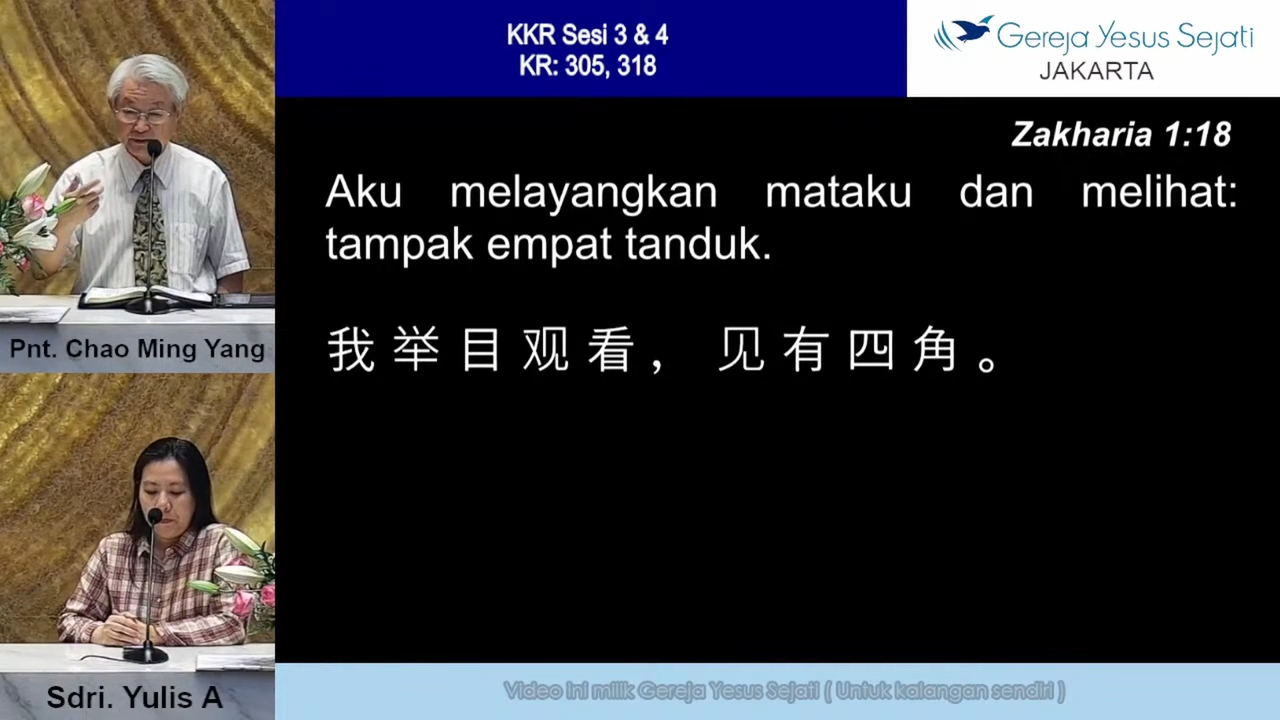 KKR Sesi 3 & 4
KR: 305, 318
Gereja Yesus Sejati
JAKARTA
Zakharia 1:18
Aku melayangkan mataku dan melihat:
tampak empat tanduk.
我举目观看，见有四角。
Pnt. Chao Ming Yang
Sdri. Yulis A
Video ini milik Gereja Yesus Sejati ( Untuk kalangan sendiri )